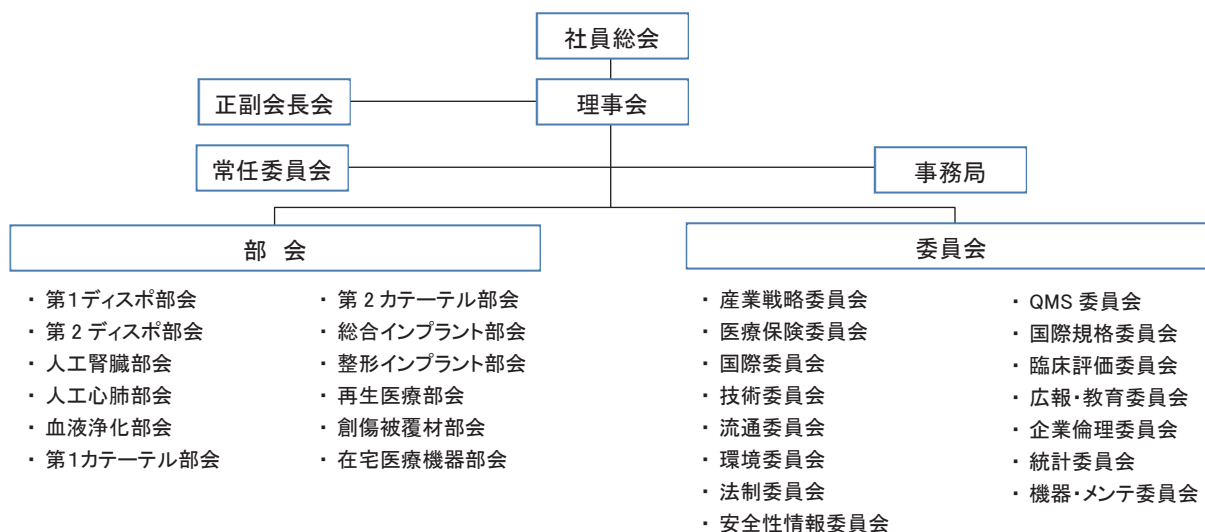 社員総会
正副会長会
理事会
常任委員会
事務局
部 会
・ 第1ディスポ部会
・ 第2ディスポ部会
・ 人工腎臓部会
・ 人工心肺部会
・ 血液浄化部会
・ 第1カテーテル部会
・ 第2カテーテル部会
・ 総合インプラント部会
・ 整形インプラント部会
・ 再生医療部会
・ 創傷被覆材部会
・ 在宅医療機器部会
委員会
・ 産業戦略委員会
・ 医療保険委員会
・ 国際委員会
・ 技術委員会
・ 流通委員会
・ 環境委員会
・ 法制委員会
・ 安全性情報委員会
・ QMS 委員会
・ 国際規格委員会
・ 臨床評価委員会
・ 広報・教育委員会
・ 企業倫理委員会
・ 統計委員会
・ 機器・メンテ委員会